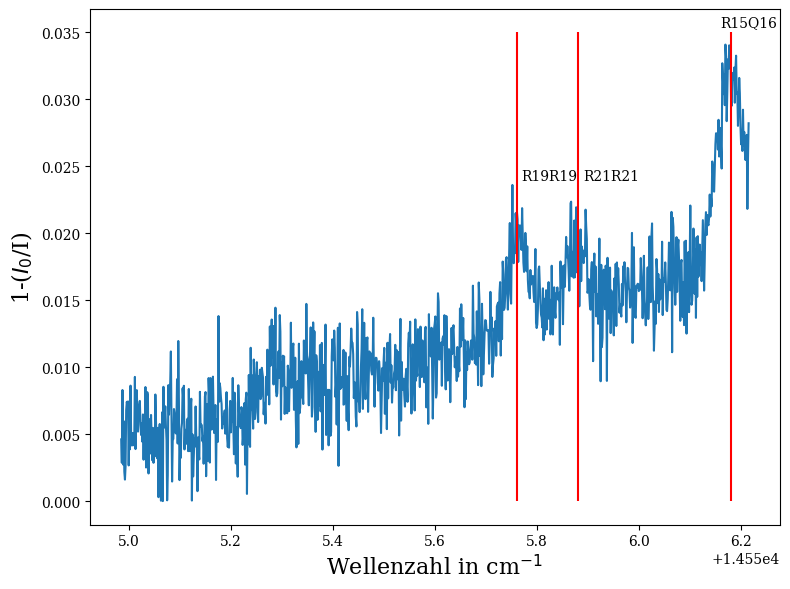 R15Q16
0.035
0.030
0.025
R19R19
R21R21
0.020
0.015
0.010
0.005
0.000
1-(I₀/I)
5.0 5.2 5.4 5.6 5.8 6.0 6.2
+1.455e4
Wellenzahl in cm⁻¹